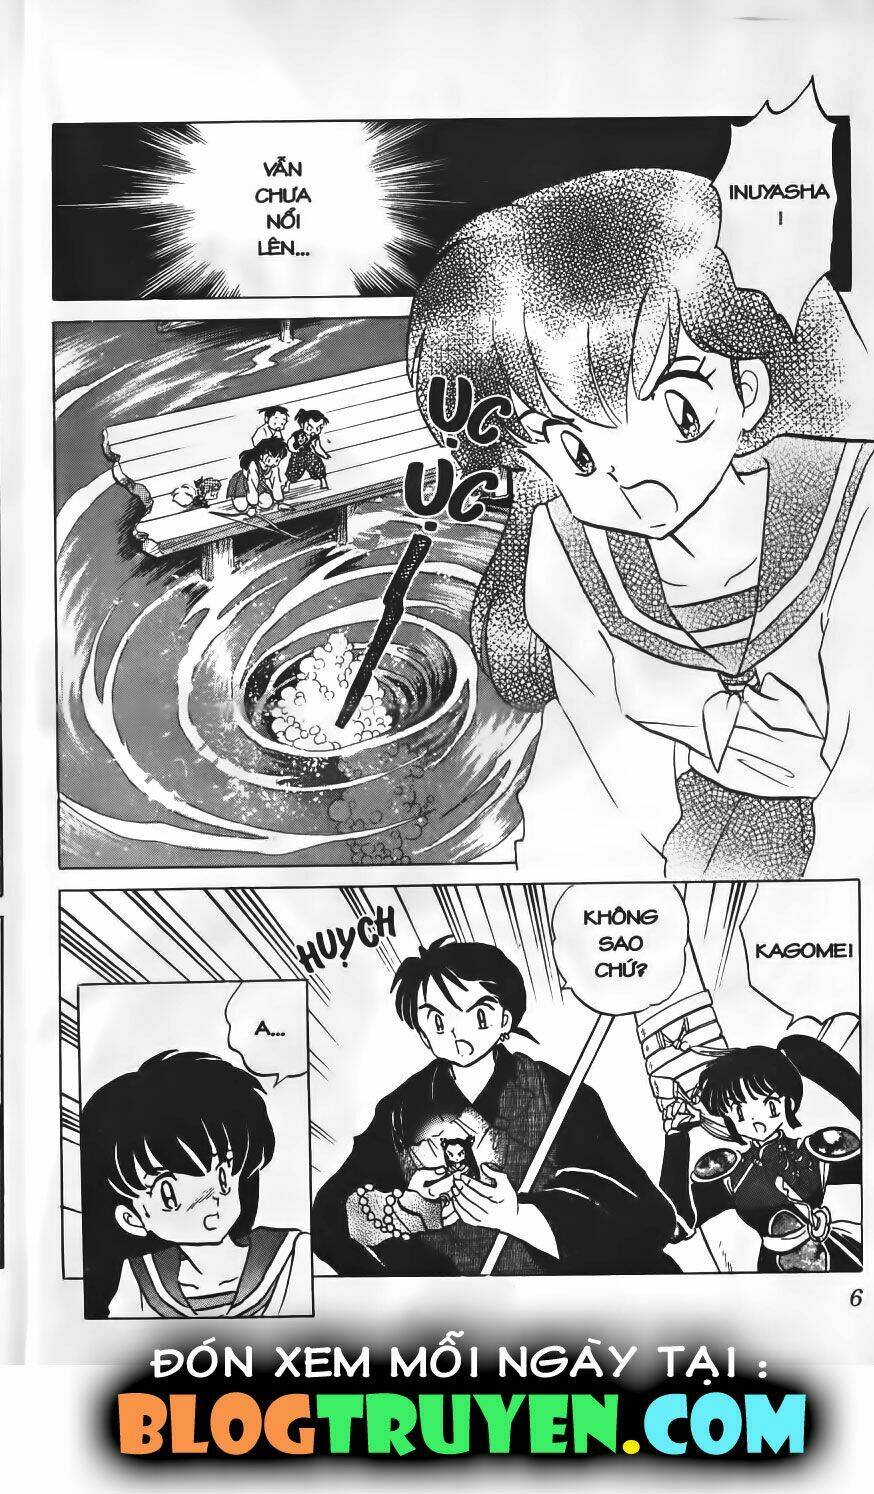 INUYASHA
!
VẪN
CHƯA
NỔI
LÊN...
ỤC
ỤC
KAGOME!
KHÔNG
SAO
CHỨ?
HUỴCH
A...
6
ĐÓN XEM MỖI NGÀY TẠI :
BLOGTRUYEN.COM